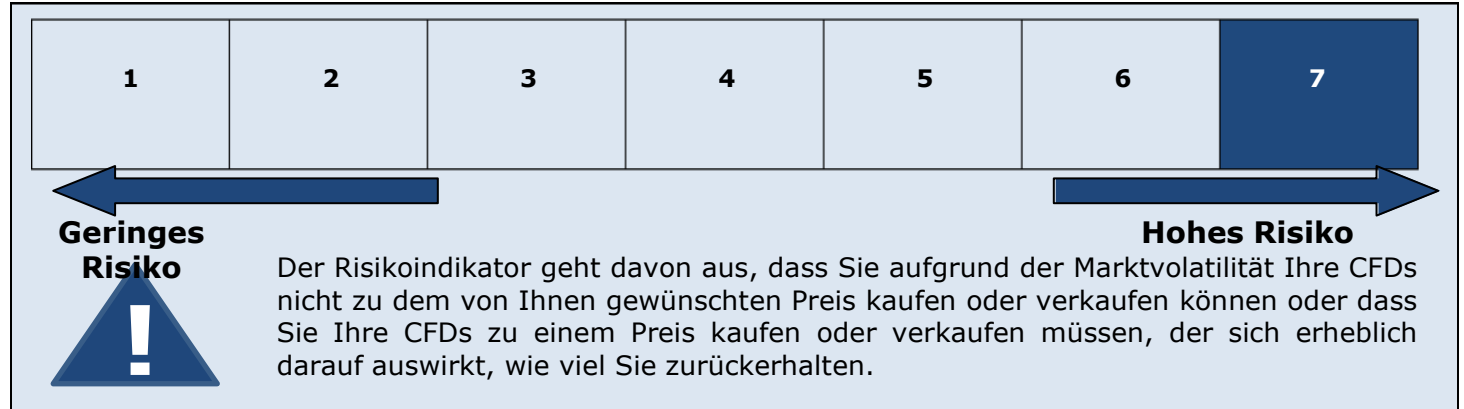 1 2 3 4 5 6 7
Geringes
Risiko
Hohes Risiko
Der Risikoindikator geht davon aus, dass Sie aufgrund der Marktvolatilität Ihre CFDs
nicht zu dem von Ihnen gewünschten Preis kaufen oder verkaufen können oder dass
Sie Ihre CFDs zu einem Preis kaufen oder verkaufen müssen, der sich erheblich
darauf auswirkt, wie viel Sie zurückerhalten.
!